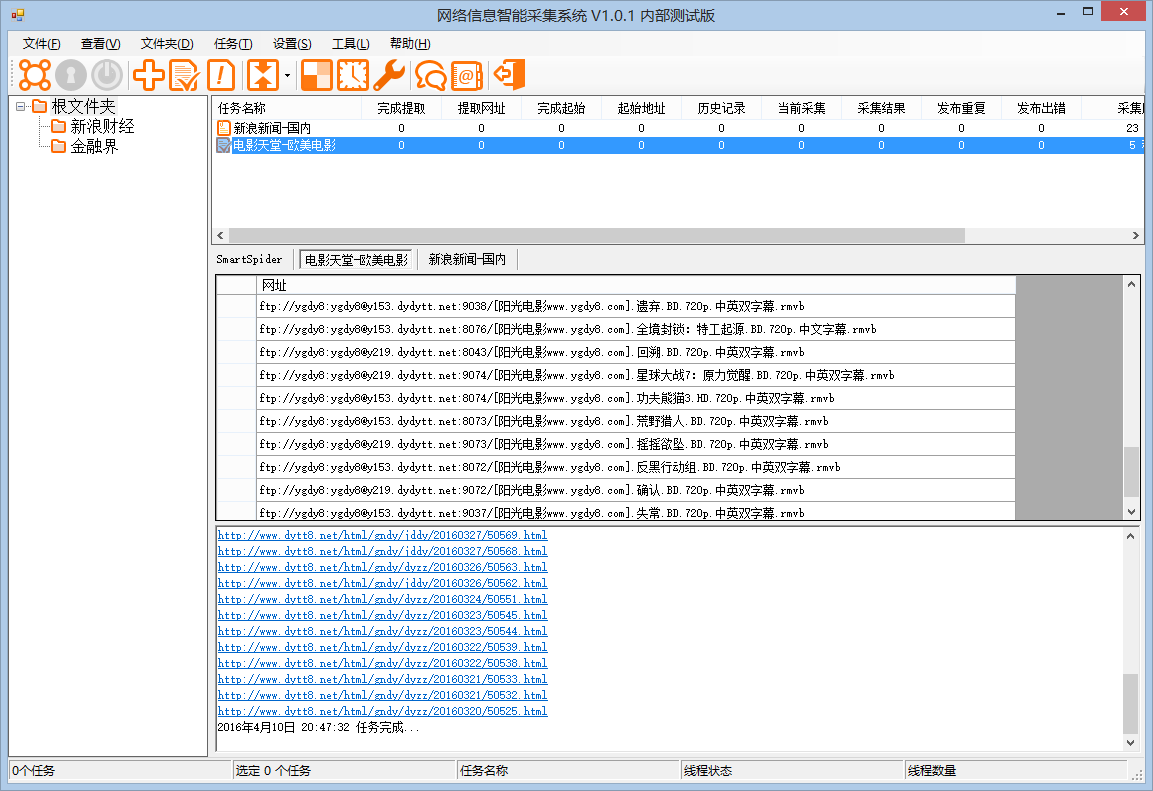 网络信息智能采集系统 V1.0.1 内部测试版
文件(F) 查看(V) 文件夹(D) 任务(T) 设置(S) 工具(L) 帮助(H)
根文件夹
新浪财经
金融界
任务名称 完成提取 提取网址 完成起始 起始地址 历史记录 当前采集 采集结果 发布重复 发布出错 采集
新浪新闻-国内 0 0 0 0 0 0 0 0 0 23
电影天堂-欧美电影 0 0 0 0 0 0 0 0 0 5
SmartSpider 电影天堂-欧美电影 新浪新闻-国内
网址
ftp://ygdy8:ygdy8@y153.dydytt.net:9038/[阳光电影www.ygdy8.com].遗弃.BD.720p.中英双字幕.rmvb
ftp://ygdy8:ygdy8@y153.dydytt.net:8076/[阳光电影www.ygdy8.com].全境封锁：特工起源.BD.720p.中文字幕.rmvb
ftp://ygdy8:ygdy8@y219.dydytt.net:8043/[阳光电影www.ygdy8.com].回溯.BD.720p.中英双字幕.rmvb
ftp://ygdy8:ygdy8@y219.dydytt.net:9074/[阳光电影www.ygdy8.com].星球大战7：原力觉醒.BD.720p.中英双字幕.rmvb
ftp://ygdy8:ygdy8@y219.dydytt.net:8074/[阳光电影www.ygdy8.com].功夫熊猫3.HD.720p.中英双字幕.rmvb
ftp://ygdy8:ygdy8@y153.dydytt.net:8073/[阳光电影www.ygdy8.com].荒野猎人.BD.720p.中英双字幕.rmvb
ftp://ygdy8:ygdy8@y219.dydytt.net:9073/[阳光电影www.ygdy8.com].摇摇欲坠.BD.720p.中英双字幕.rmvb
ftp://ygdy8:ygdy8@y153.dydytt.net:8072/[阳光电影www.ygdy8.com].反黑行动组.BD.720p.中英双字幕.rmvb
ftp://ygdy8:ygdy8@y219.dydytt.net:9072/[阳光电影www.ygdy8.com].确认.BD.720p.中英双字幕.rmvb
ftp://ygdy8:ygdy8@y153.dydytt.net:9037/[阳光电影www.ygdy8.com].失常.BD.720p.中英双字幕.rmvb
http://www.dytt8.net/html/gndy/jddy/20160327/50569.html
http://www.dytt8.net/html/gndy/jddy/20160327/50568.html
http://www.dytt8.net/html/gndy/dyzz/20160326/50563.html
http://www.dytt8.net/html/gndy/jddy/20160326/50562.html
http://www.dytt8.net/html/gndy/dyzz/20160324/50551.html
http://www.dytt8.net/html/gndy/dyzz/20160323/50545.html
http://www.dytt8.net/html/gndy/dyzz/20160323/50544.html
http://www.dytt8.net/html/gndy/dyzz/20160322/50539.html
http://www.dytt8.net/html/gndy/dyzz/20160322/50538.html
http://www.dytt8.net/html/gndy/dyzz/20160321/50533.html
http://www.dytt8.net/html/gndy/dyzz/20160321/50532.html
http://www.dytt8.net/html/gndy/dyzz/20160320/50525.html
2016年4月10日 20:47:32 任务完成...
0个任务 选定 0 个任务 任务名称 线程状态 线程数量